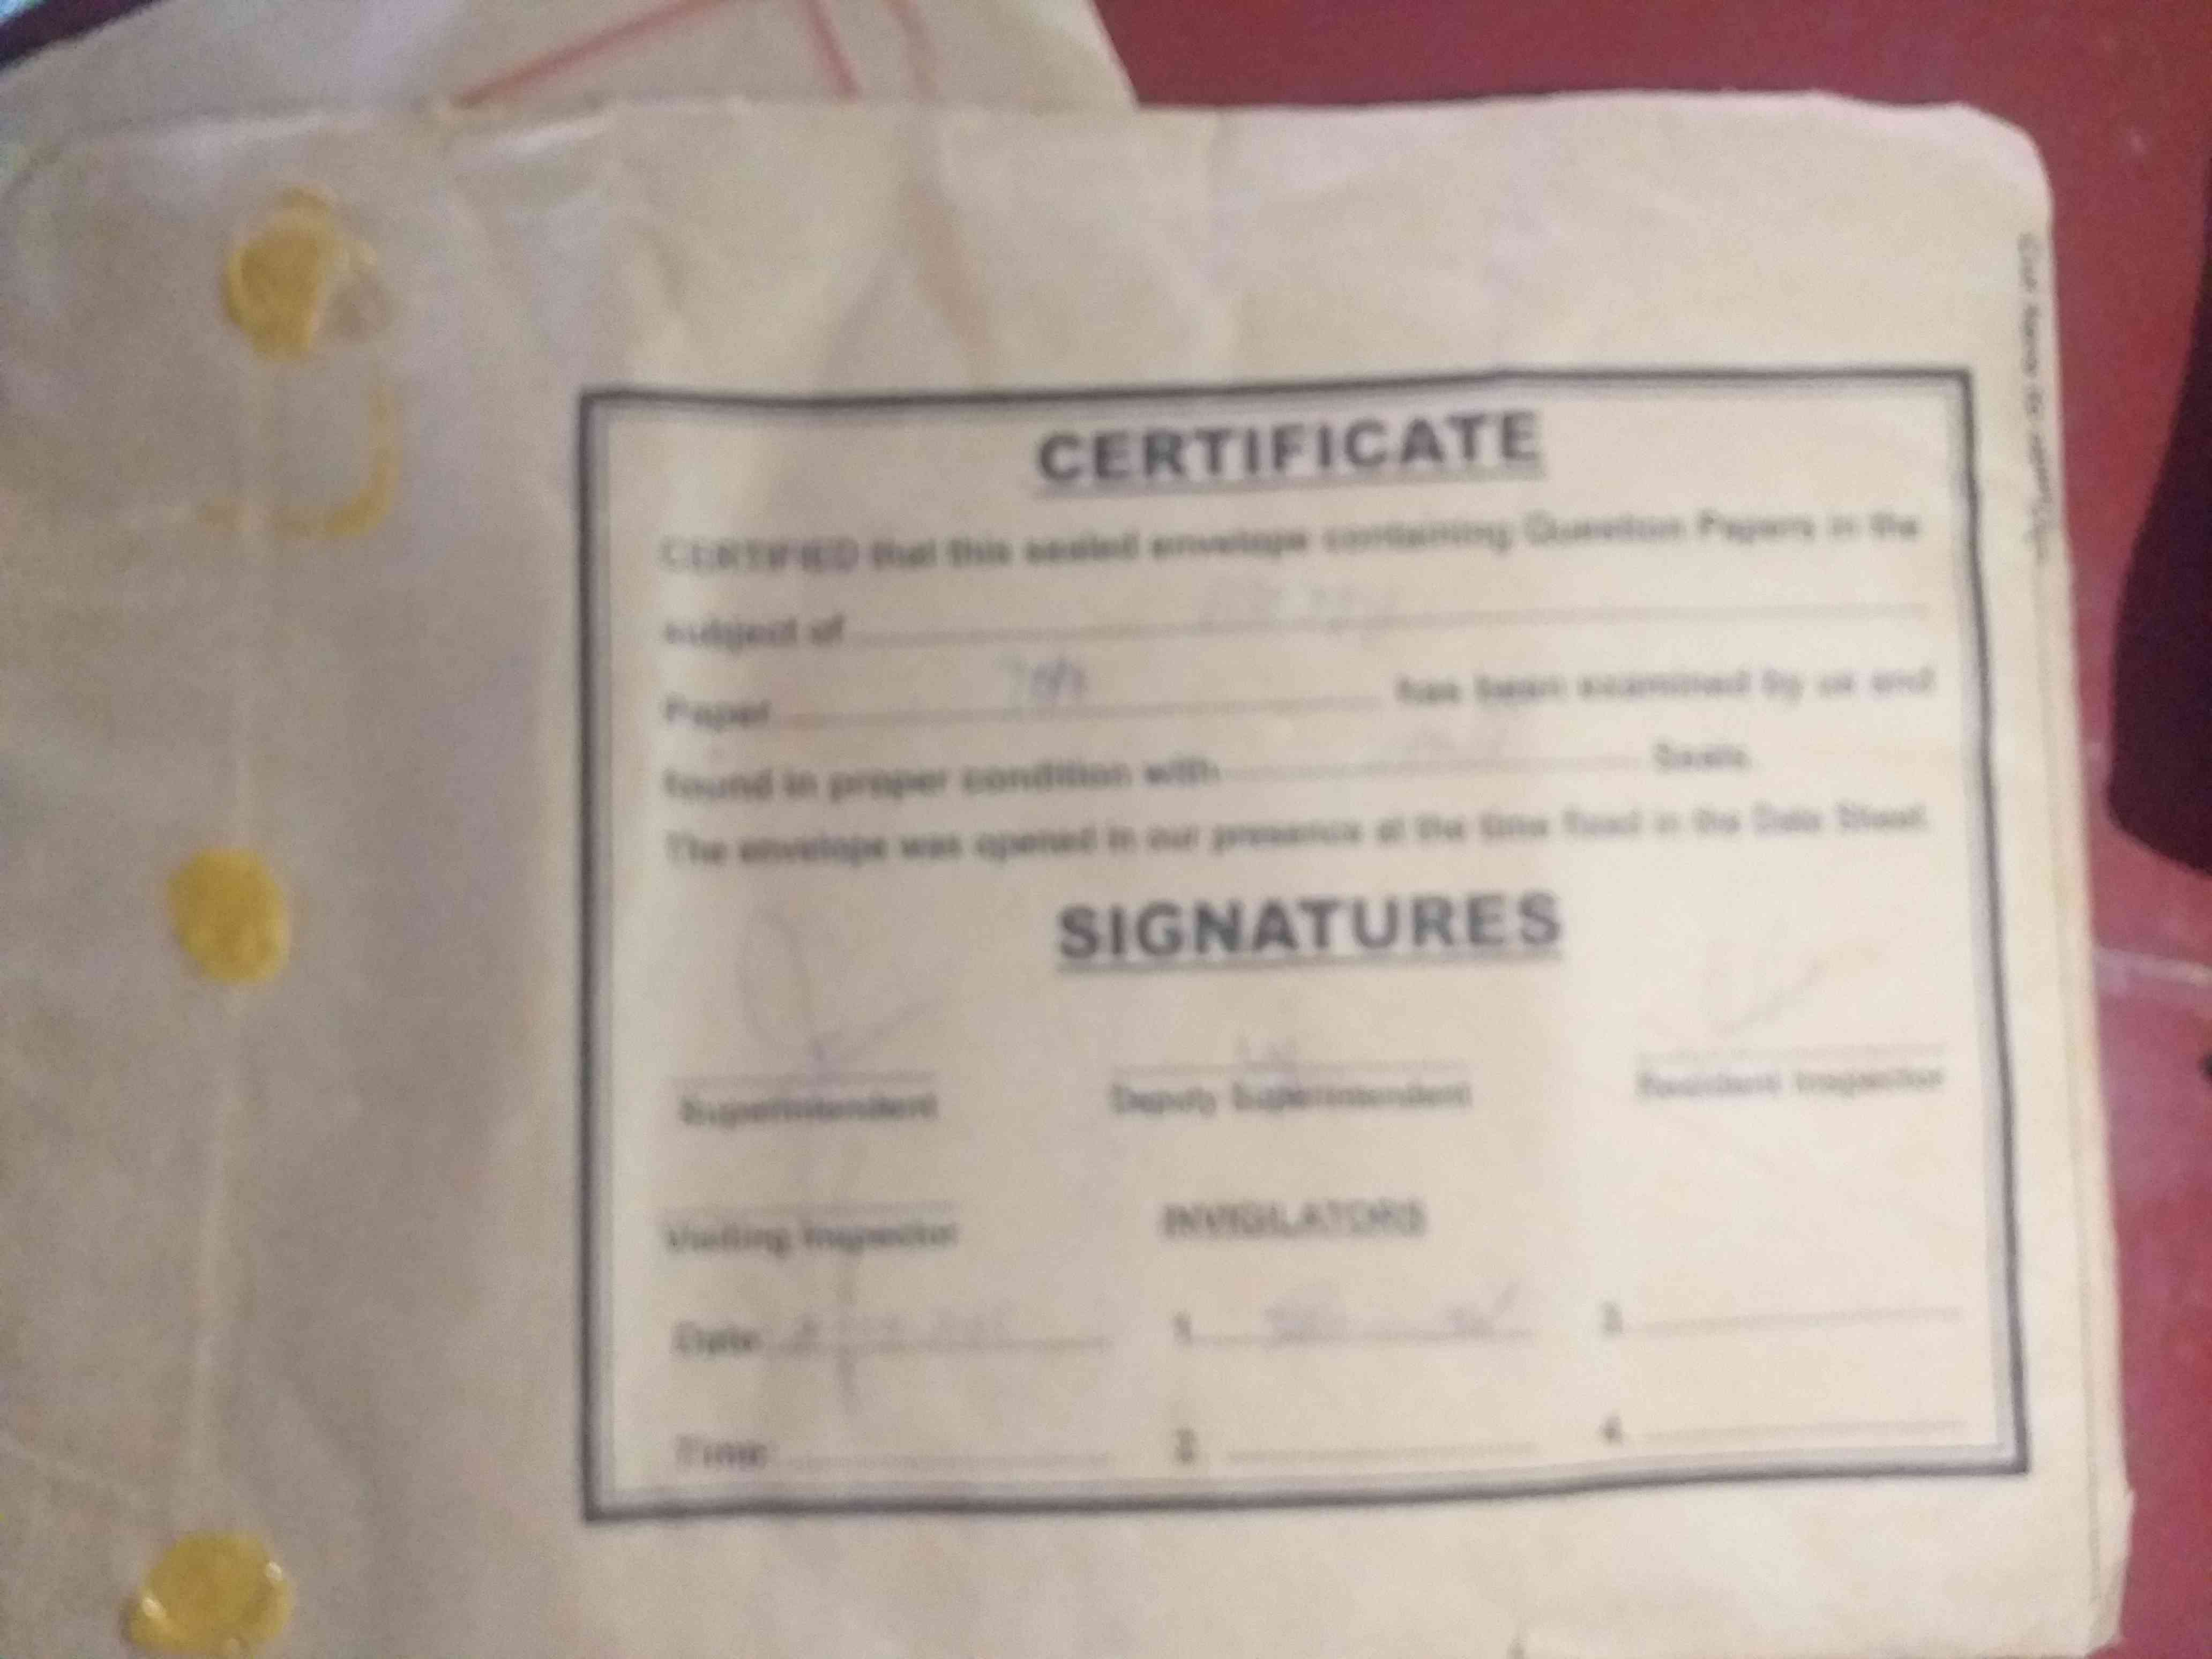 CERTIFICATE
CERTIFIED that this sealed envelope containing Question Papers in the
subject of
Paper has been examined by us and
found in proper condition with Seals.
The envelope was opened in our presence at the time fixed in the Date Sheet.
SIGNATURES
Superintendent Deputy Superintendent Resident Inspector
Visiting Inspector INVIGILATORS
Date 1. 3.
Time 2. 4.